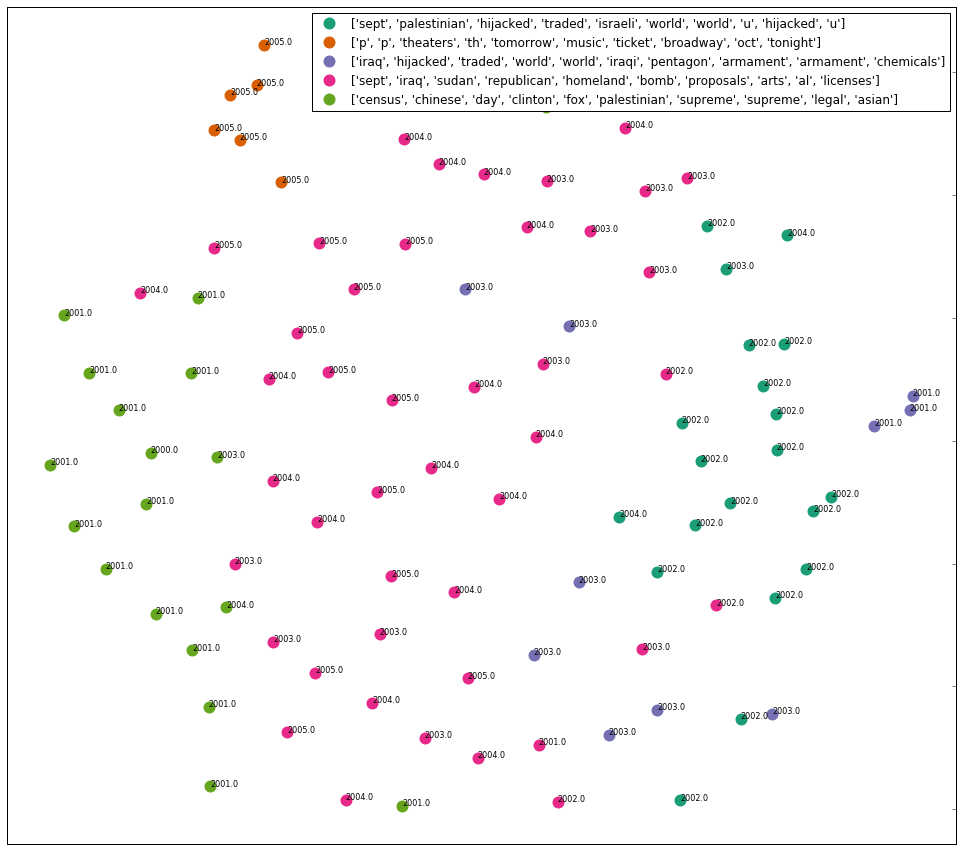 ['sept', 'palestinian', 'hijacked', 'traded', 'israeli', 'world', 'world', 'u', 'hijacked', 'u']
['p', 'p', 'theaters', 'th', 'tomorrow', 'music', 'ticket', 'broadway', 'oct', 'tonight']
['iraq', 'hijacked', 'traded', 'world', 'world', 'iraqi', 'pentagon', 'armament', 'armament', 'chemicals']
['sept', 'iraq', 'sudan', 'republican', 'homeland', 'bomb', 'proposals', 'arts', 'al', 'licenses']
['census', 'chinese', 'day', 'clinton', 'fox', 'palestinian', 'supreme', 'supreme', 'legal', 'asian']
2005.0
2005.0
2005.0
2005.0
2004.0
2005.0 2004.0
2004.0
2004.0
2005.0 2003.0 2003.0
2003.0
2004.0 2003.0 2002.0 2004.0
2005.0 2005.0 2005.0
2003.0 2003.0
2004.0 2001.0 2005.0 2003.0
2001.0 2003.0
2005.0 2002.0 2002.0
2003.0
2001.0 2001.0 2004.0 2005.0 2002.0
2004.0 2002.0
2005.0 2001.0
2001.0 2002.0 2001.0
2002.0 2001.0
2004.0
2000.0 2003.0 2002.0
2001.0 2004.0 2002.0
2004.0
2005.0 2004.0 2002.0
2001.0 2002.0 2002.0
2001.0 2004.0 2004.0 2002.0
2001.0 2003.0 2002.0
2005.0 2003.0 2002.0
2004.0 2002.0
2001.0 2004.0 2002.0
2003.0 2003.0
2001.0 2003.0 2003.0
2005.0 2005.0
2001.0 2004.0 2003.0 2003.0
2002.0
2005.0 2003.0 2003.0
2001.0
2004.0
2001.0
2004.0 2001.0 2002.0 2002.0